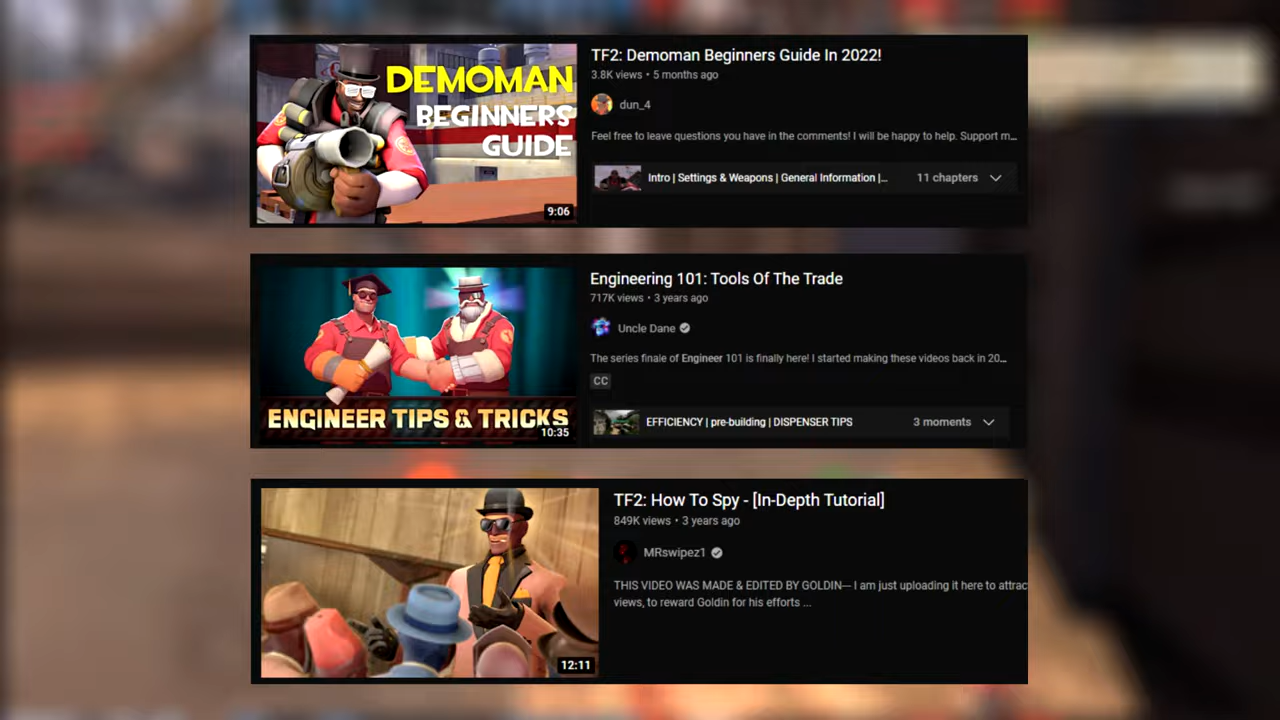 DEMOMAN
BEGINNERS
GUIDE
9:06
TF2: Demoman Beginners Guide In 2022!
3.8K views • 5 months ago
dun_4
Feel free to leave questions you have in the comments! I will be happy to help. Support m...
Intro | Settings & Weapons | General Information |...
11 chapters
ENGINEER TIPS & TRICKS
10:35
Engineering 101: Tools Of The Trade
717K views • 3 years ago
Uncle Dane
The series finale of Engineer 101 is finally here! I started making these videos back in 20...
CC
EFFICIENCY | pre-building | DISPENSER TIPS
3 moments
12:11
TF2: How To Spy - [In-Depth Tutorial]
849K views • 3 years ago
MRswipez1
THIS VIDEO WAS MADE & EDITED BY GOLDIN— I am just uploading it here to attrac
views, to reward Goldin for his efforts ...